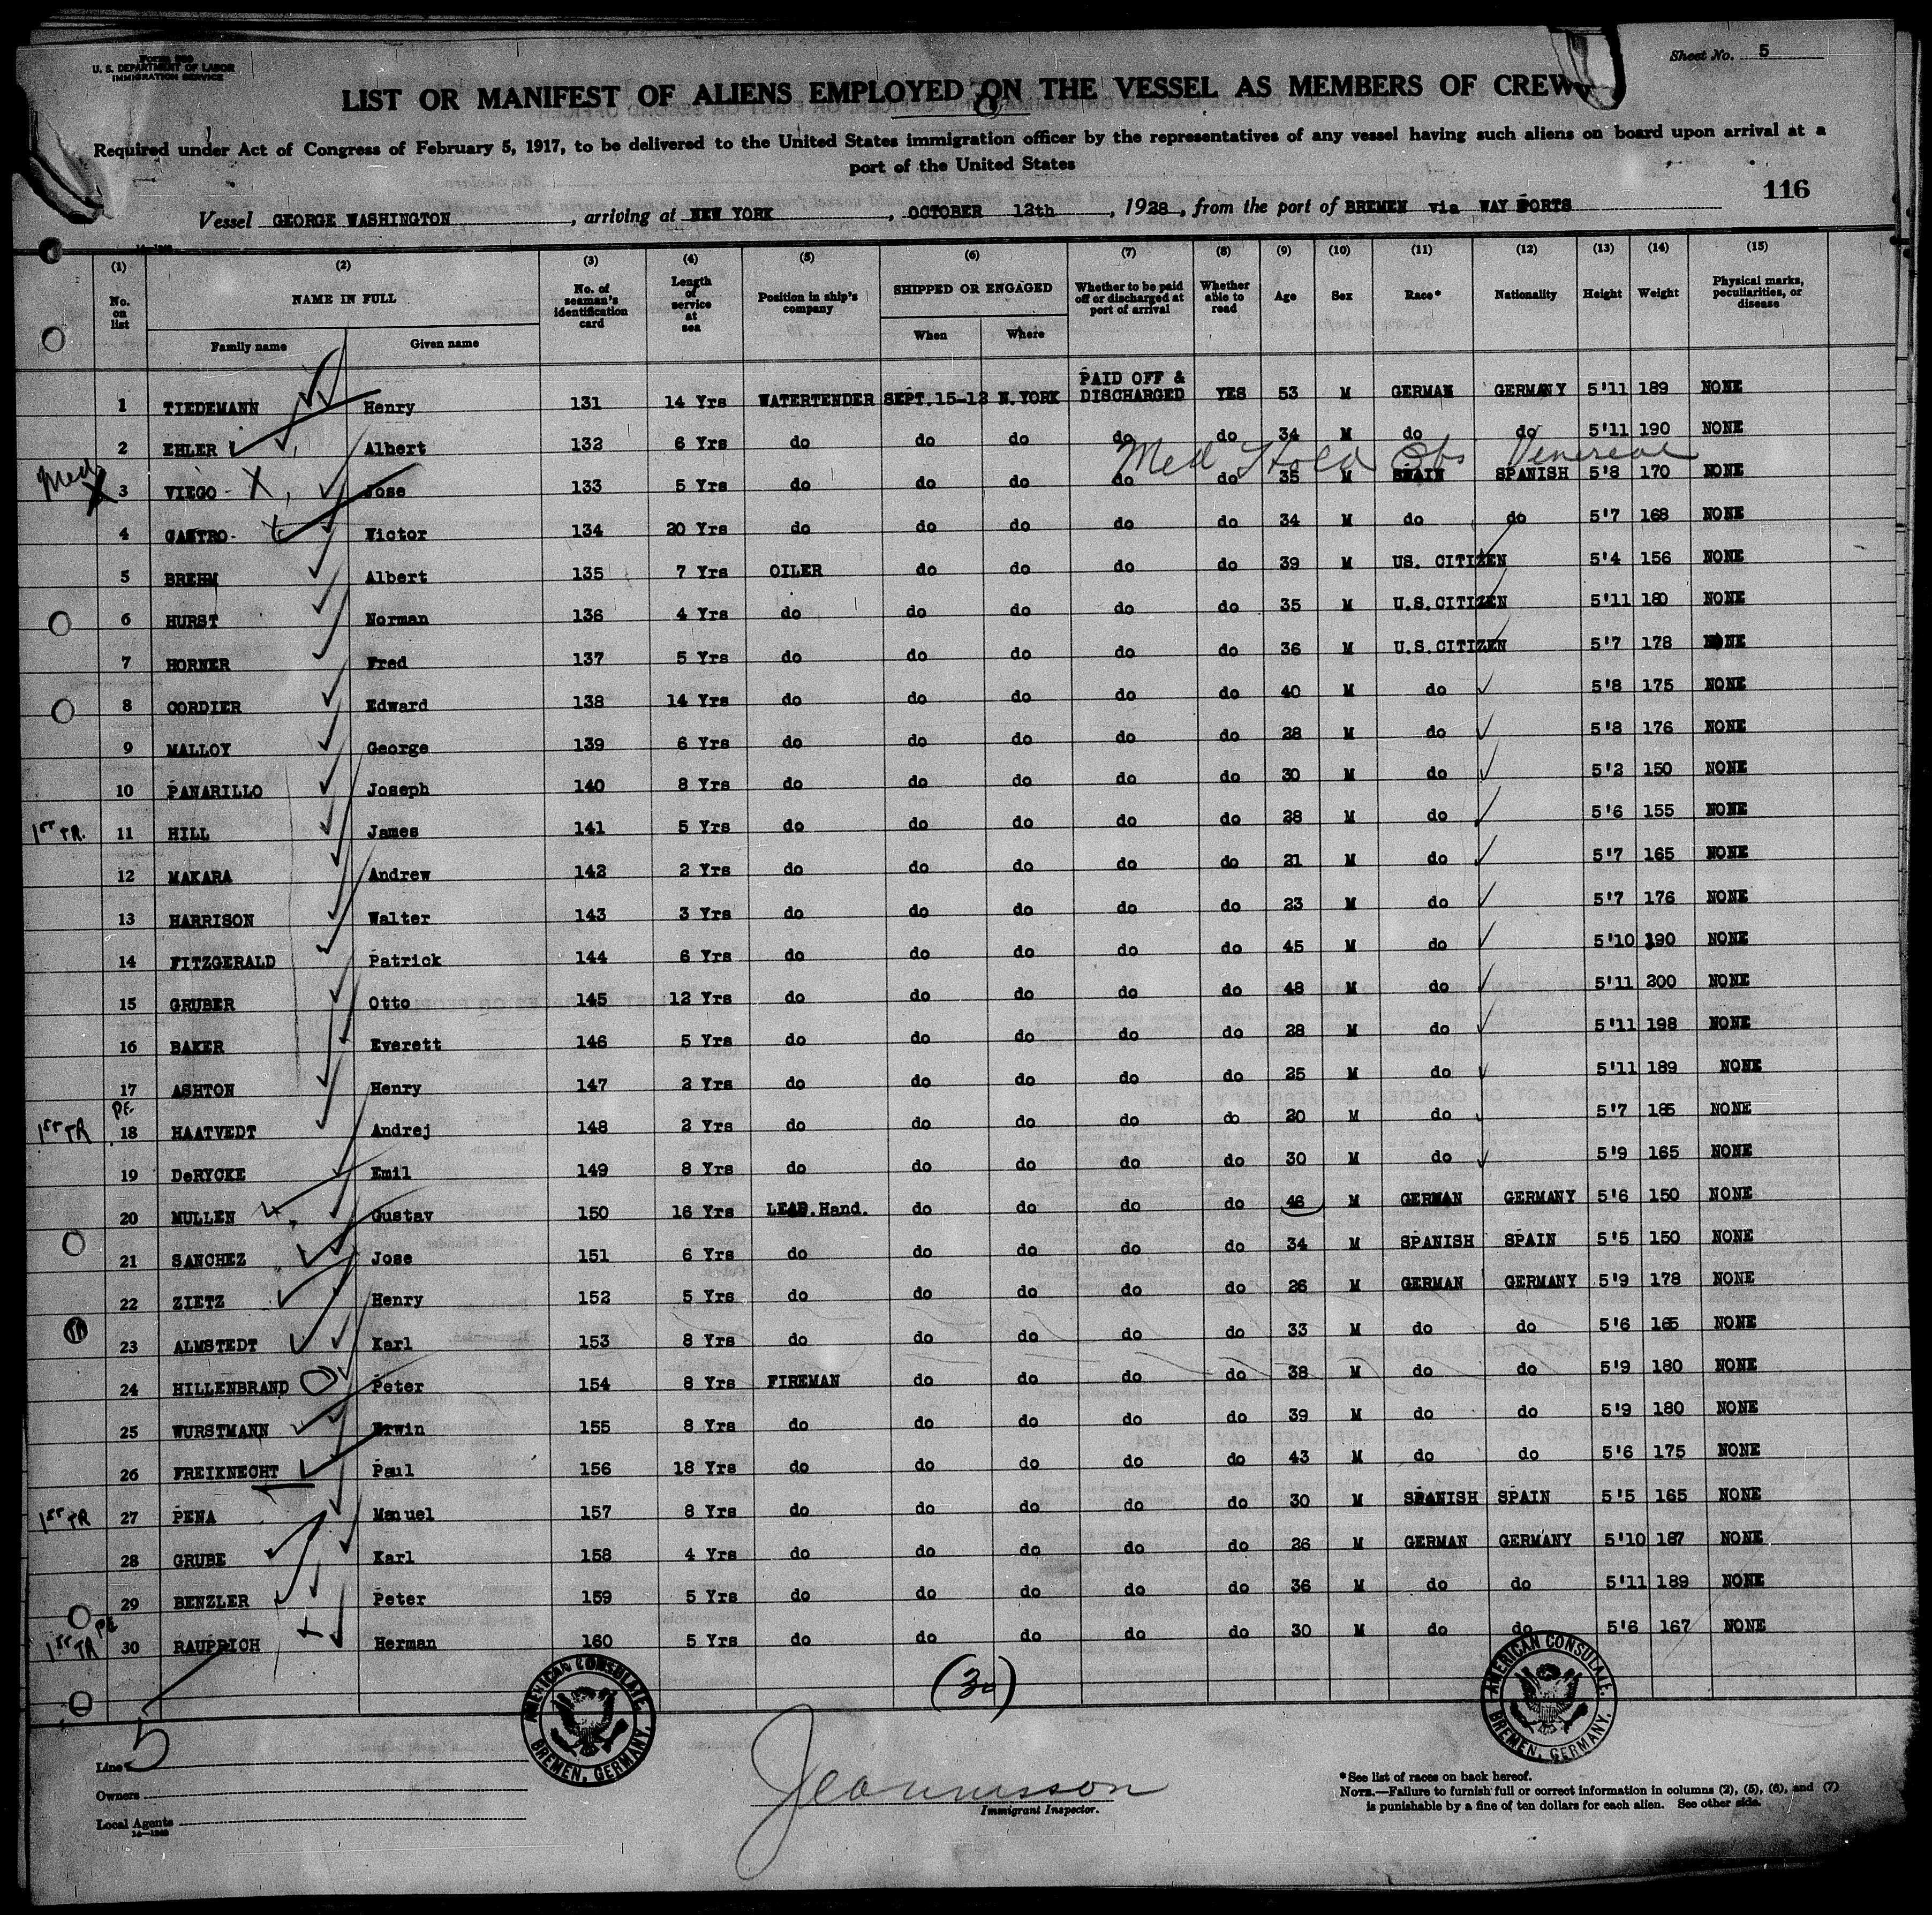 U. S. DEPARTMENT OF LABOR
IMMIGRATION SERVICE
Sheet No. 5
LIST OR MANIFEST OF ALIENS EMPLOYED ON THE VESSEL AS MEMBERS OF CREW
Required under Act of Congress of February 5, 1917, to be delivered to the United States immigration officer by the representatives of any vessel having such aliens on board upon arrival at a
port of the United States
116
Vessel GEORGE WASHINGTON, arriving at NEW YORK, OCTOBER 12th, 1928, from the port of BREMEN via WAY PORTS
(1) (2) (3) (4) (5) (6) (7) (8) (9) (10) (11) (12) (13) (14) (15)
No. on list NAME IN FULL Family name Given name No. of seaman's identification card Length of service at sea Position in ship's company SHIPPED OR ENGAGED When Where Whether to be paid off or discharged at port of arrival Whether able to read Age Sex Race* Nationality Height Weight Physical marks, peculiarities, or disease
1 TIEDEMANN Henry 131 14 Yrs WATERTENDER SEPT.15-12 N.YORK PAID OFF & DISCHARGED YES 53 M GERMAN GERMANY 5'11 189 NONE
2 EHLER Albert 132 6 Yrs do do do do do 34 M do do 5'11 190 NONE
Med Hold Obs Venereal
Med X 3 VIEGO X Jose 133 5 Yrs do do do do do 35 M SPAIN SPANISH 5'8 170 NONE
4 CASTRO Victor 134 20 Yrs do do do do do 34 M do do 5'7 168 NONE
5 BREHM Albert 135 7 Yrs OILER do do do do 39 M US. CITIZEN 5'4 156 NONE
6 HURST Norman 136 4 Yrs do do do do do 35 M U.S.CITIZEN 5'11 180 NONE
7 HORNER Fred 137 5 Yrs do do do do do 36 M U.S.CITIZEN 5'7 178 NONE
8 CORDIER Edward 138 14 Yrs do do do do do 40 M do 5'8 175 NONE
9 MALLOY George 139 6 Yrs do do do do do 28 M do 5'8 176 NONE
10 PANARILLO Joseph 140 8 Yrs do do do do do 30 M do 5'2 150 NONE
1st TR. 11 HILL James 141 5 Yrs do do do do do 28 M do 5'6 155 NONE
12 MAKARA Andrew 142 2 Yrs do do do do do 21 M do 5'7 165 NONE
13 HARRISON Walter 143 3 Yrs do do do do do 23 M do 5'7 176 NONE
14 FITZGERALD Patrick 144 6 Yrs do do do do do 45 M do 5'10 190 NONE
15 GRUBER Otto 145 12 Yrs do do do do do 48 M do 5'11 200 NONE
16 BAKER Everett 146 5 Yrs do do do do do 28 M do 5'11 198 NONE
17 ASHTON Henry 147 2 Yrs do do do do do 25 M do 5'11 189 NONE
1st TR PE. 18 HAATVEDT Andrej 148 2 Yrs do do do do do 20 M do 5'7 185 NONE
19 DeRYCKE Emil 149 8 Yrs do do do do do 30 M do 5'9 165 NONE
20 MULLEN Gustav 150 16 Yrs LEAD.Hand. do do do do 46 M GERMAN GERMANY 5'6 150 NONE
21 SANCHEZ Jose 151 6 Yrs do do do do do 34 M SPANISH SPAIN 5'5 150 NONE
22 ZIETZ Henry 152 5 Yrs do do do do do 26 M GERMAN GERMANY 5'9 178 NONE
23 ALMSTEDT Karl 153 8 Yrs do do do do do 33 M do do 5'6 165 NONE
24 HILLENBRAND Peter 154 8 Yrs FIREMAN do do do do 38 M do do 5'9 180 NONE
25 WURSTMANN Erwin 155 8 Yrs do do do do do 39 M do do 5'9 180 NONE
26 FREIKNECHT Paul 156 18 Yrs do do do do do 43 M do do 5'6 175 NONE
1st TR 27 PENA Manuel 157 8 Yrs do do do do do 30 M SPANISH SPAIN 5'5 165 NONE
28 GRUBE Karl 158 4 Yrs do do do do do 26 M GERMAN GERMANY 5'10 187 NONE
29 BENZLER Peter 159 5 Yrs do do do do do 36 M do do 5'11 189 NONE
1st TR PE 30 RAUPRICH Herman 160 5 Yrs do do do do do 30 M do do 5'6 167 NONE
(30)
AMERICAN CONSULATE, BREMEN, GERMANY.
AMERICAN CONSULATE, BREMEN, GERMANY.
5
Line
Owners
Local Agents
Immigrant Inspector.
*See list of races on back hereof.
NOTE.—Failure to furnish full or correct information in columns (2), (5), (6), and (7)
is punishable by a fine of ten dollars for each alien. See other side.